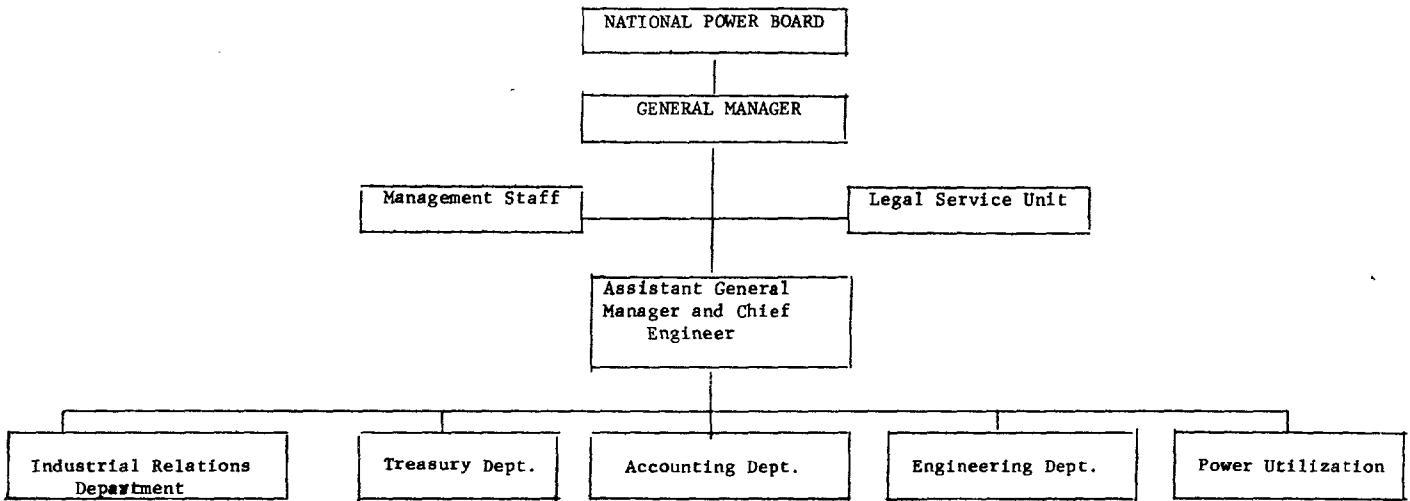 NATIONAL POWER BOARD
GENERAL MANAGER
Management Staff
Legal Service Unit
Assistant General
Manager and Chief
Engineer
Industrial Relations
Department
Treasury Dept.
Accounting Dept.
Engineering Dept.
Power Utilization